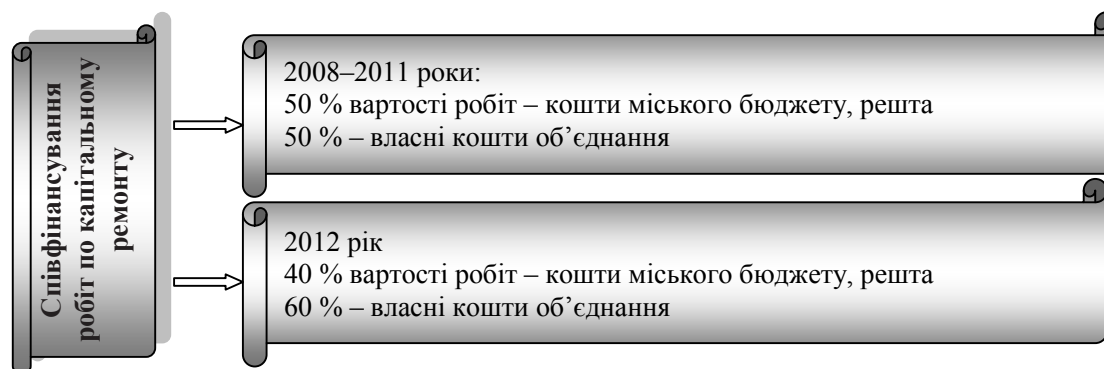 Співфінансування
робіт по капітальному
ремонту
2008–2011 роки:
50 % вартості робіт – кошти міського бюджету, решта
50 % – власні кошти об’єднання
2012 рік
40 % вартості робіт – кошти міського бюджету, решта
60 % – власні кошти об’єднання